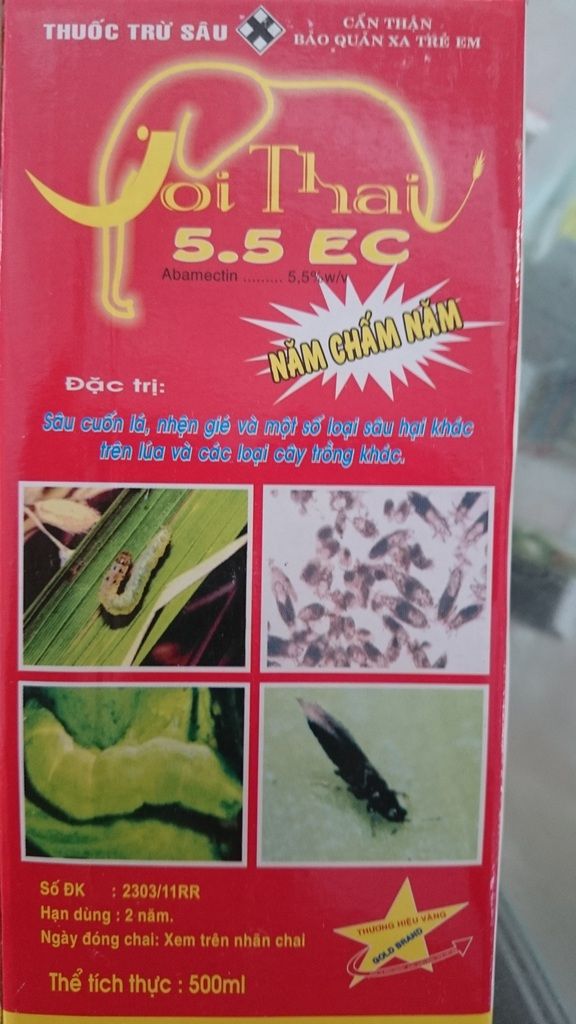 THUỐC TRỪ SÂU
CẨN THẬN
BẢO QUẢN XA TRẺ EM
Voi Thai
5.5 EC
Abamectin ......... 5,5% w/v
NĂM CHẤM NĂM
Đặc trị:
Sâu cuốn lá, nhện gié và một số loại sâu hại khác
trên lúa và các loại cây trồng khác.
Số ĐK : 2303/11RR
Hạn dùng : 2 năm.
Ngày đóng chai: Xem trên nhãn chai
Thể tích thực : 500ml
THƯƠNG HIỆU VÀNG
GOLD BRAND